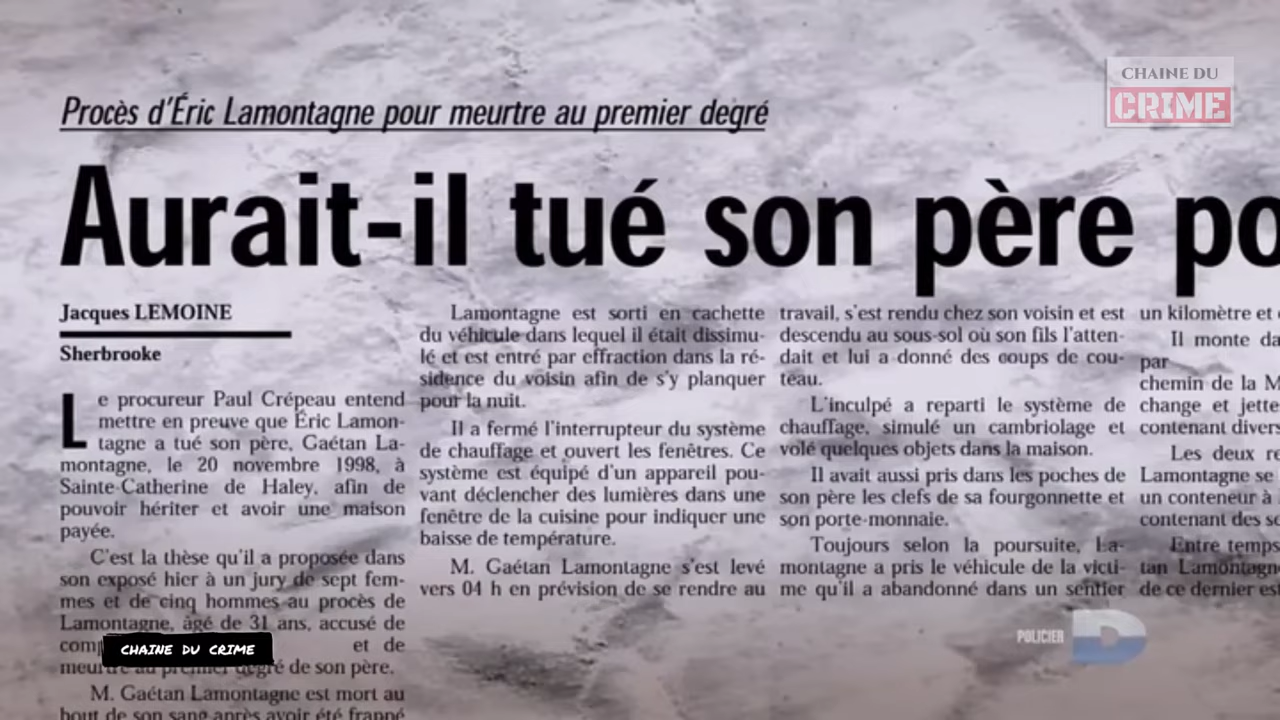 CHAINE DU
CRIME
Procès d'Éric Lamontagne pour meurtre au premier degré
Aurait-il tué son père po
Jacques LEMOINE
Sherbrooke
Le procureur Paul Crépeau entend
mettre en preuve que Éric Lamon-
tagne a tué son père, Gaétan La-
montagne, le 20 novembre 1998, à
Sainte-Catherine de Haley, afin de
pouvoir hériter et avoir une maison
payée.
C'est la thèse qu'il a proposée dans
son exposé hier à un jury de sept fem-
mes et de cinq hommes au procès de
Lamontagne, âgé de 31 ans, accusé de
com et de
meurtre au premier degré de son père.
M. Gaétan Lamontagne est mort au
bout de son sang après avoir été frappé
Lamontagne est sorti en cachette
du véhicule dans lequel il était dissimu-
lé et est entré par effraction dans la ré-
sidence du voisin afin de s'y planquer
pour la nuit.
Il a fermé l'interrupteur du système
de chauffage et ouvert les fenêtres. Ce
système est équipé d'un appareil pou-
vant déclencher des lumières dans une
fenêtre de la cuisine pour indiquer une
baisse de température.
M. Gaétan Lamontagne s'est levé
vers 04 h en prévision de se rendre au
travail, s'est rendu chez son voisin et est
descendu au sous-sol où son fils l'atten-
dait et lui a donné des coups de cou-
teau.
L'inculpé a reparti le système de
chauffage, simulé un cambriolage et
volé quelques objets dans la maison.
Il avait aussi pris dans les poches de
son père les clefs de sa fourgonnette et
son porte-monnaie.
Toujours selon la poursuite, La-
montagne a pris le véhicule de la victi-
me qu'il a abandonné dans un sentier
un kilomètre et
Il monte da
par
chemin de la M
change et jette
contenant divers
Les deux re
Lamontagne se
un conteneur à
contenant des
Entre temps
tan Lamontagne
de ce dernier est
CHAINE DU CRIME
POLICIER
D